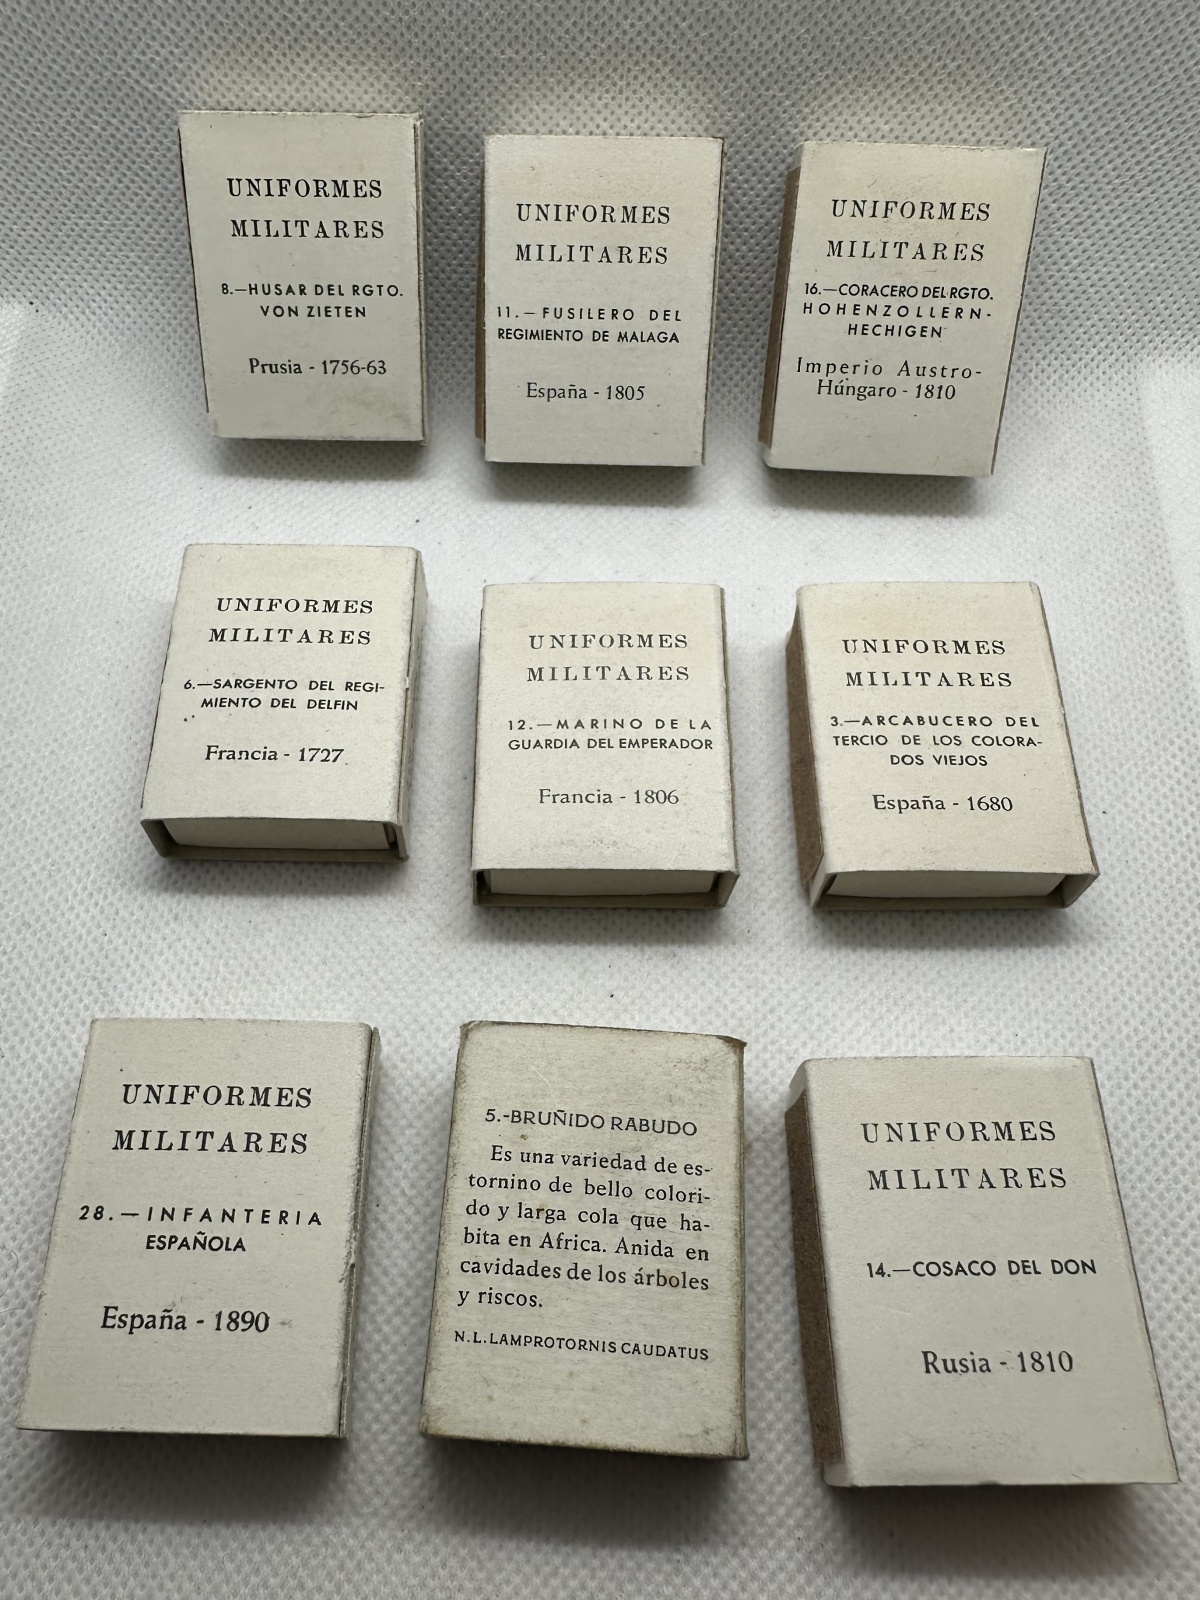 UNIFORMES
MILITARES
8.—HUSAR DEL RGTO.
VON ZIETEN
Prusia - 1756-63
UNIFORMES
MILITARES
11.—FUSILERO DEL
REGIMIENTO DE MALAGA
España - 1805
UNIFORMES
MILITARES
16.—CORACERO DEL RGTO.
HOHENZOLLERN-
HECHIGEN
Imperio Austro-
Húngaro - 1810
UNIFORMES
MILITARES
6.—SARGENTO DEL REGI-
MIENTO DEL DELFIN
Francia - 1727
UNIFORMES
MILITARES
12.—MARINO DE LA
GUARDIA DEL EMPERADOR
Francia - 1806
UNIFORMES
MILITARES
3.—ARCABUCERO DEL
TERCIO DE LOS COLORA-
DOS VIEJOS
España - 1680
UNIFORMES
MILITARES
28.—INFANTERIA
ESPAÑOLA
España - 1890
5.-BRUÑIDO RABUDO
Es una variedad de es-
tornino de bello colori-
do y larga cola que ha-
bita en Africa. Anida en
cavidades de los árboles
y riscos.
N.L.LAMPROTORNIS CAUDATUS
UNIFORMES
MILITARES
14.—COSACO DEL DON
Rusia - 1810